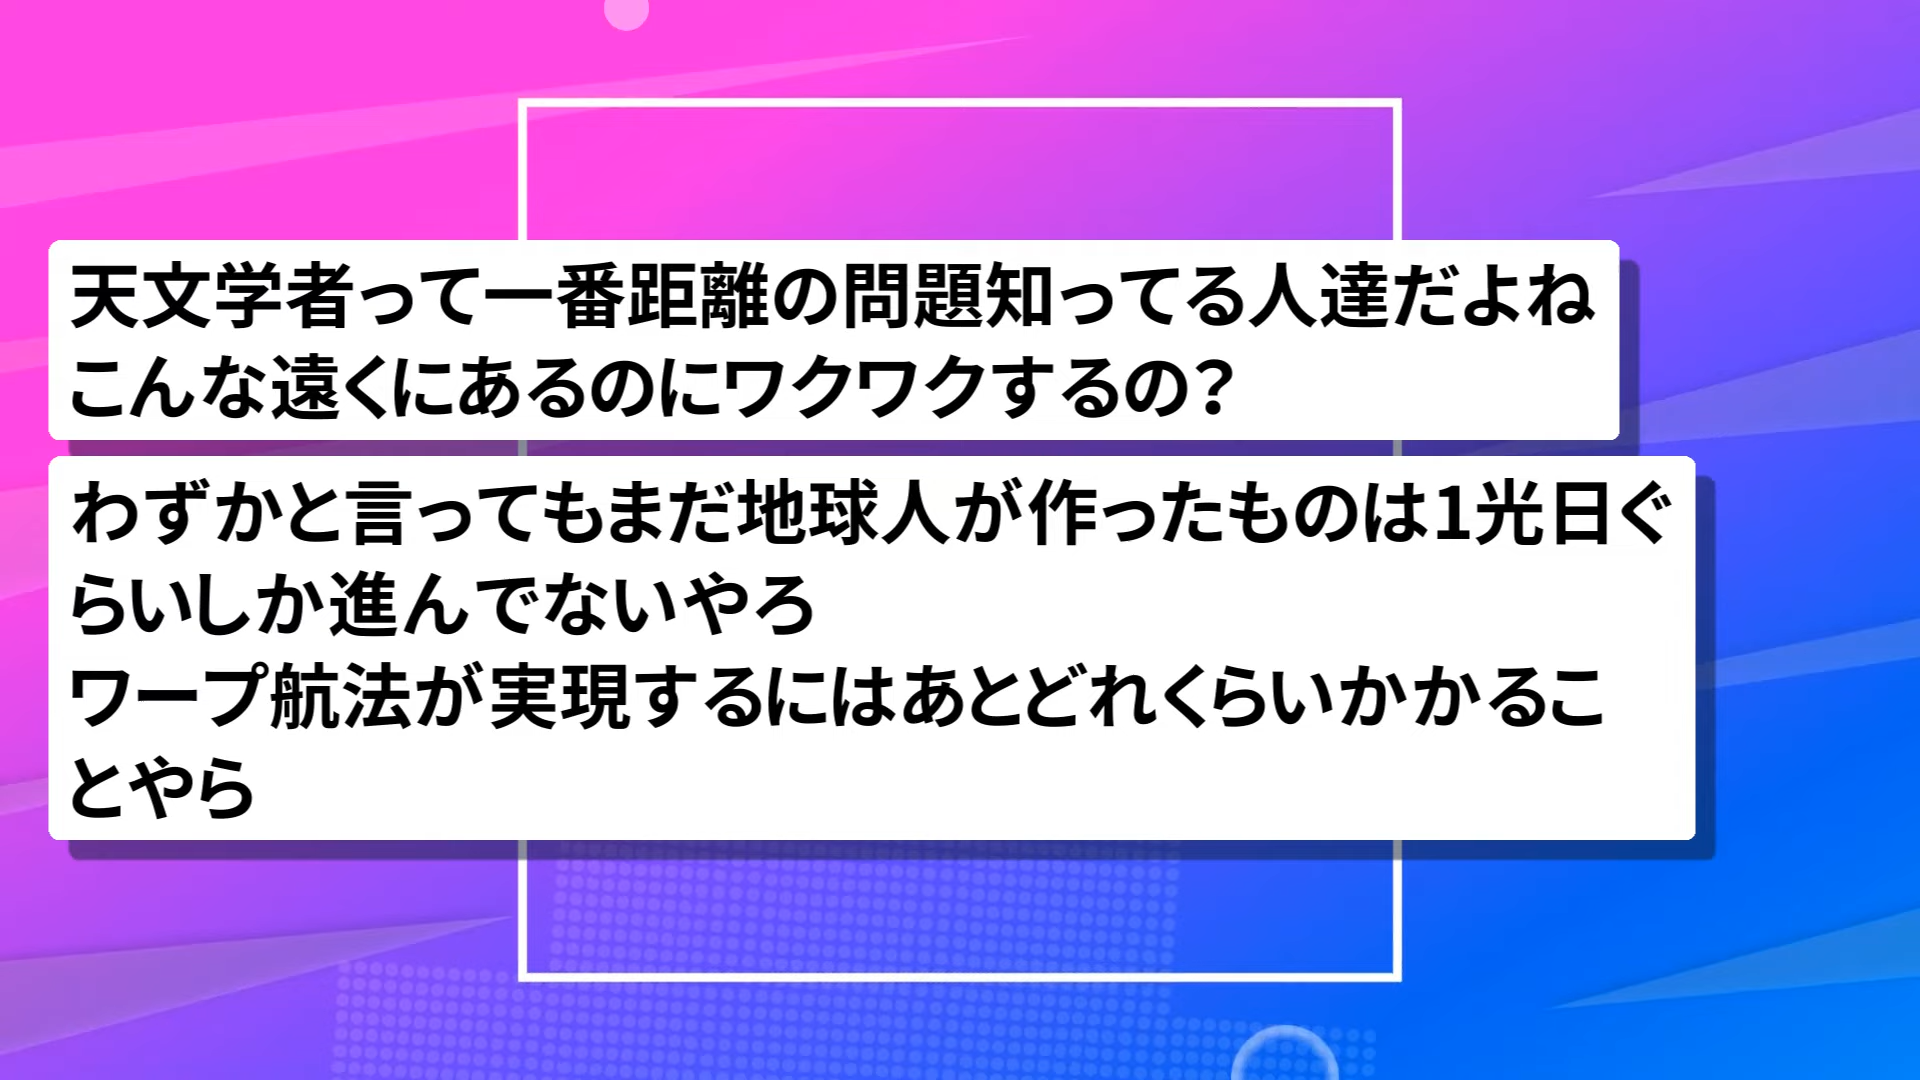 天文学者って一番距離の問題知ってる人達だよね
こんな遠くにあるのにワクワクするの？
わずかと言ってもまだ地球人が作ったものは1光日ぐ
らいしか進んでないやろ
ワープ航法が実現するにはあとどれくらいかかるこ
とやら